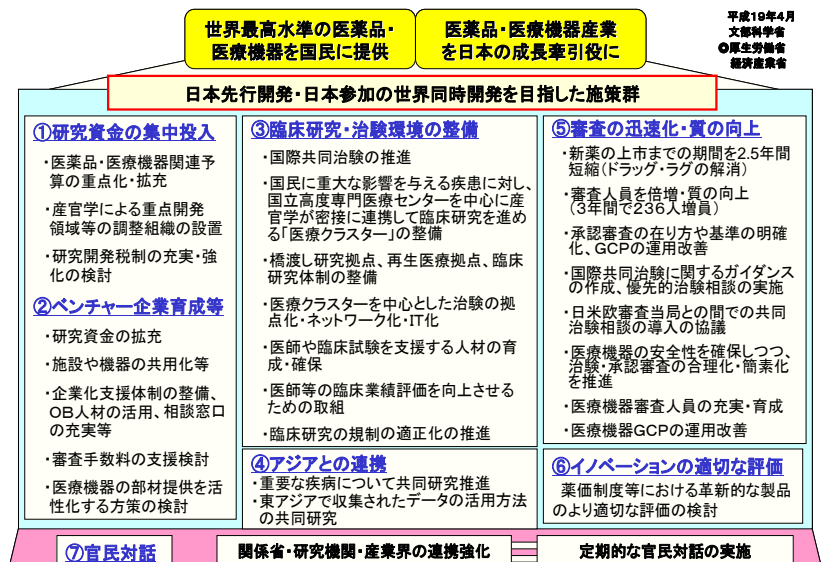 世界最高水準の医薬品・
医療機器を国民に提供
医薬品・医療機器産業
を日本の成長牽引役に
平成19年4月
文部科学省
◎厚生労働省
経済産業省
日本先行開発・日本参加の世界同時開発を目指した施策群
①研究資金の集中投入
・医薬品・医療機器関連予
算の重点化・拡充
・産官学による重点開発
領域等の調整組織の設置
・研究開発税制の充実・強
化の検討
②ベンチャー企業育成等
・研究資金の拡充
・施設や機器の共用化等
・企業化支援体制の整備、
OB人材の活用、相談窓口
の充実等
・審査手数料の支援検討
・医療機器の部材提供を活
性化する方策の検討
③臨床研究・治験環境の整備
・国際共同治験の推進
・国民に重大な影響を与える疾患に対し、
国立高度専門医療センターを中心に産
官学が密接に連携して臨床研究を進め
る「医療クラスター」の整備
・橋渡し研究拠点、再生医療拠点、臨床
研究体制の整備
・医療クラスターを中心とした治験の拠
点化・ネットワーク化・IT化
・医師や臨床試験を支援する人材の育
成・確保
・医師等の臨床業績評価を向上させる
ための取組
・臨床研究の規制の適正化の推進
④アジアとの連携
・重要な疾病について共同研究推進
・東アジアで収集されたデータの活用方法
の共同研究
⑤審査の迅速化・質の向上
・新薬の上市までの期間を2.5年間
短縮(ドラッグ・ラグの解消)
・審査人員を倍増・質の向上
(3年間で236人増員)
・承認審査の在り方や基準の明確
化、GCPの運用改善
・国際共同治験に関するガイダンス
の作成、優先的治験相談の実施
・日米欧審査当局との間での共同
治験相談の導入の協議
・医療機器の安全性を確保しつつ、
治験・承認審査の合理化・簡素化
を推進
・医療機器審査人員の充実・育成
・医療機器GCPの運用改善
⑥イノベーションの適切な評価
薬価制度等における革新的な製品
のより適切な評価の検討
⑦官民対話
関係省・研究機関・産業界の連携強化
定期的な官民対話の実施